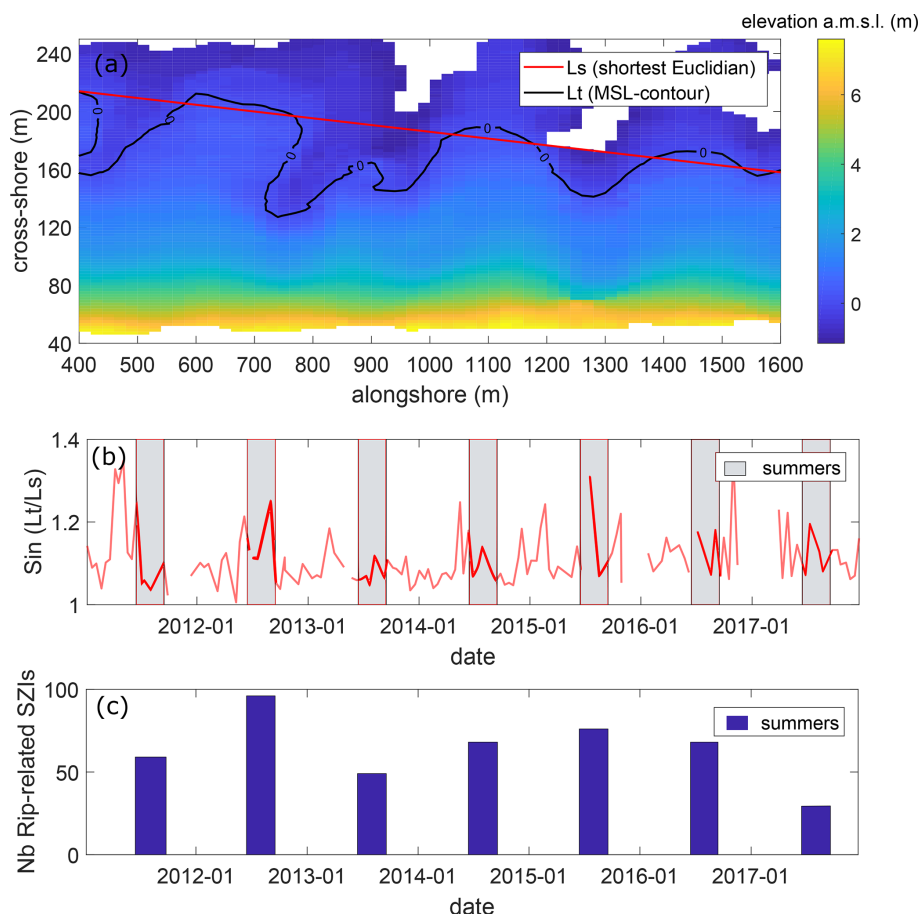 elevation a.m.s.l. (m)
(a)
Ls (shortest Euclidian)
Lt (MSL-contour)
240
200
160
120
80
40
cross-shore (m)
0
0
0
0
0
0
6
4
2
0
400 500 600 700 800 900 1000 1100 1200 1300 1400 1500 1600
alongshore (m)
(b)
summers
1.4
1.2
1
Sin (Lt/Ls)
2012-01 2013-01 2014-01 2015-01 2016-01 2017-01
date
(c)
summers
100
50
0
Nb Rip-related SZIs
2012-01 2013-01 2014-01 2015-01 2016-01 2017-01
date